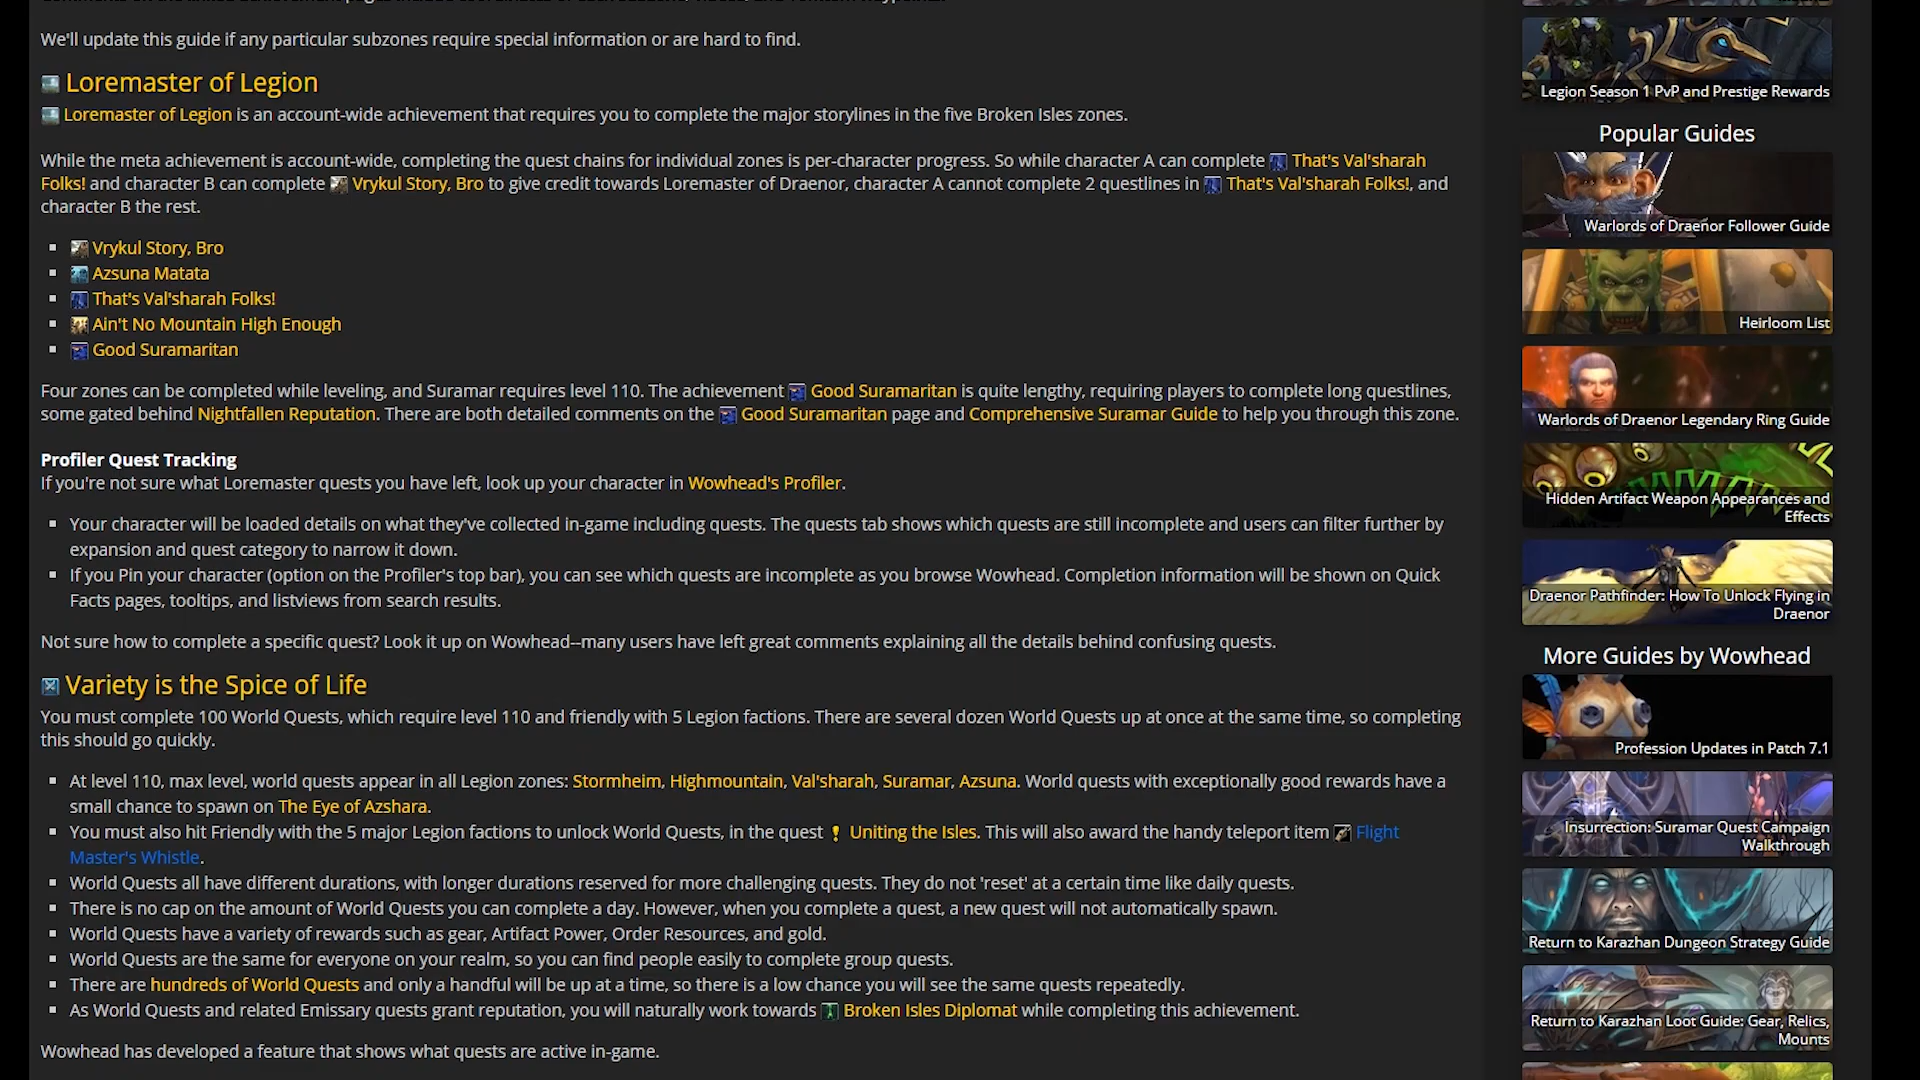 We'll update this guide if any particular subzones require special information or are hard to find.
Loremaster of Legion
Loremaster of Legion is an account-wide achievement that requires you to complete the major storylines in the five Broken Isles zones.
While the meta achievement is account-wide, completing the quest chains for individual zones is per-character progress. So while character A can complete That's Val'sharah
Folks! and character B can complete Vrykul Story, Bro to give credit towards Loremaster of Draenor, character A cannot complete 2 questlines in That's Val'sharah Folks!, and
character B the rest.
Vrykul Story, Bro
Azsuna Matata
That's Val'sharah Folks!
Ain't No Mountain High Enough
Good Suramaritan
Four zones can be completed while leveling, and Suramar requires level 110. The achievement Good Suramaritan is quite lengthy, requiring players to complete long questlines,
some gated behind Nightfallen Reputation. There are both detailed comments on the Good Suramaritan page and Comprehensive Suramar Guide to help you through this zone.
Profiler Quest Tracking
If you're not sure what Loremaster quests you have left, look up your character in Wowhead's Profiler.
Your character will be loaded details on what they've collected in-game including quests. The quests tab shows which quests are still incomplete and users can filter further by
expansion and quest category to narrow it down.
If you Pin your character (option on the Profiler's top bar), you can see which quests are incomplete as you browse Wowhead. Completion information will be shown on Quick
Facts pages, tooltips, and listviews from search results.
Not sure how to complete a specific quest? Look it up on Wowhead--many users have left great comments explaining all the details behind confusing quests.
Variety is the Spice of Life
You must complete 100 World Quests, which require level 110 and friendly with 5 Legion factions. There are several dozen World Quests up at once at the same time, so completing
this should go quickly.
At level 110, max level, world quests appear in all Legion zones: Stormheim, Highmountain, Val'sharah, Suramar, Azsuna. World quests with exceptionally good rewards have a
small chance to spawn on The Eye of Azshara.
You must also hit Friendly with the 5 major Legion factions to unlock World Quests, in the quest Uniting the Isles. This will also award the handy teleport item Flight
Master's Whistle.
World Quests all have different durations, with longer durations reserved for more challenging quests. They do not 'reset' at a certain time like daily quests.
There is no cap on the amount of World Quests you can complete a day. However, when you complete a quest, a new quest will not automatically spawn.
World Quests have a variety of rewards such as gear, Artifact Power, Order Resources, and gold.
World Quests are the same for everyone on your realm, so you can find people easily to complete group quests.
There are hundreds of World Quests and only a handful will be up at a time, so there is a low chance you will see the same quests repeatedly.
As World Quests and related Emissary quests grant reputation, you will naturally work towards Broken Isles Diplomat while completing this achievement.
Wowhead has developed a feature that shows what quests are active in-game.
Legion Season 1 PvP and Prestige Rewards
Popular Guides
Warlords of Draenor Follower Guide
Heirloom List
Warlords of Draenor Legendary Ring Guide
Hidden Artifact Weapon Appearances and
Effects
Draenor Pathfinder: How To Unlock Flying in
Draenor
More Guides by Wowhead
Profession Updates in Patch 7.1
Insurrection: Suramar Quest Campaign
Walkthrough
Return to Karazhan Dungeon Strategy Guide
Return to Karazhan Loot Guide: Gear, Relics,
Mounts